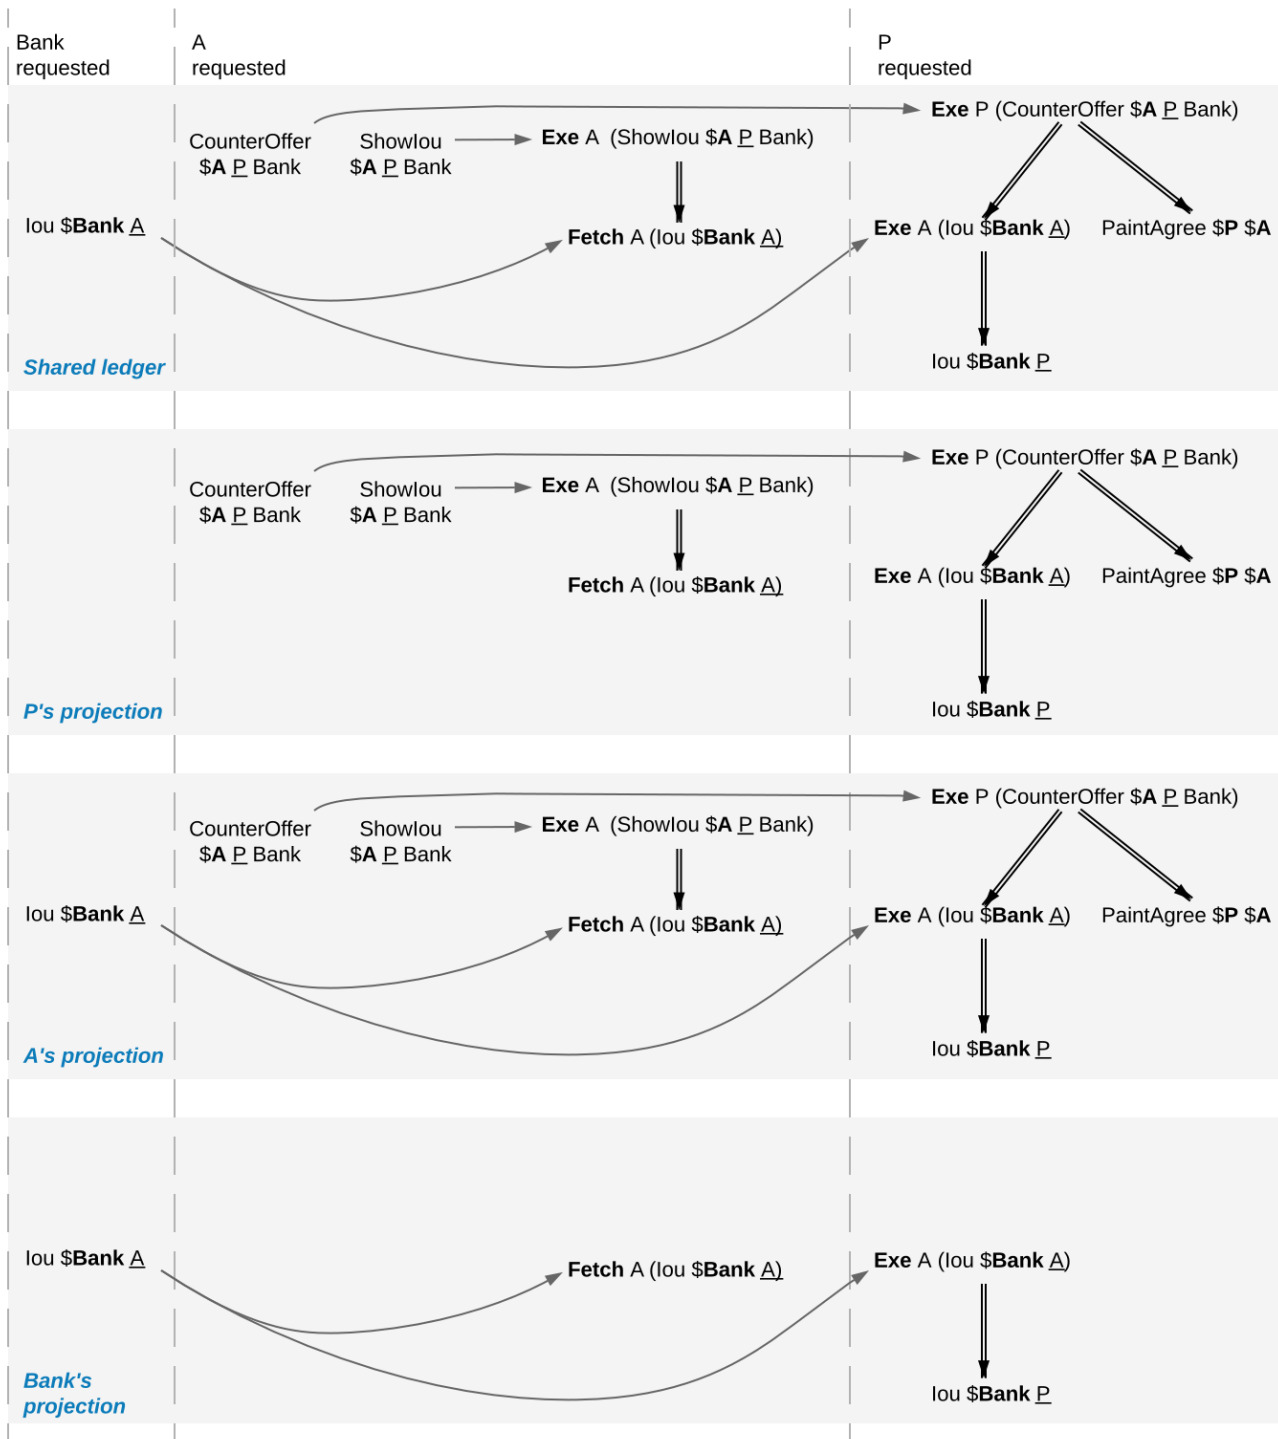 Bank
requested
A
requested
P
requested
Exe P (CounterOffer $A P Bank)
CounterOffer
$A P Bank
ShowIou
$A P Bank
Exe A (ShowIou $A P Bank)
Iou $Bank A
Fetch A (Iou $Bank A)
Exe A (Iou $Bank A)
PaintAgree $P $A
Iou $Bank P
Shared ledger
Exe P (CounterOffer $A P Bank)
CounterOffer
$A P Bank
ShowIou
$A P Bank
Exe A (ShowIou $A P Bank)
Fetch A (Iou $Bank A)
Exe A (Iou $Bank A)
PaintAgree $P $A
Iou $Bank P
P's projection
Exe P (CounterOffer $A P Bank)
CounterOffer
$A P Bank
ShowIou
$A P Bank
Exe A (ShowIou $A P Bank)
Iou $Bank A
Fetch A (Iou $Bank A)
Exe A (Iou $Bank A)
PaintAgree $P $A
Iou $Bank P
A's projection
Iou $Bank A
Fetch A (Iou $Bank A)
Exe A (Iou $Bank A)
Iou $Bank P
Bank's
projection